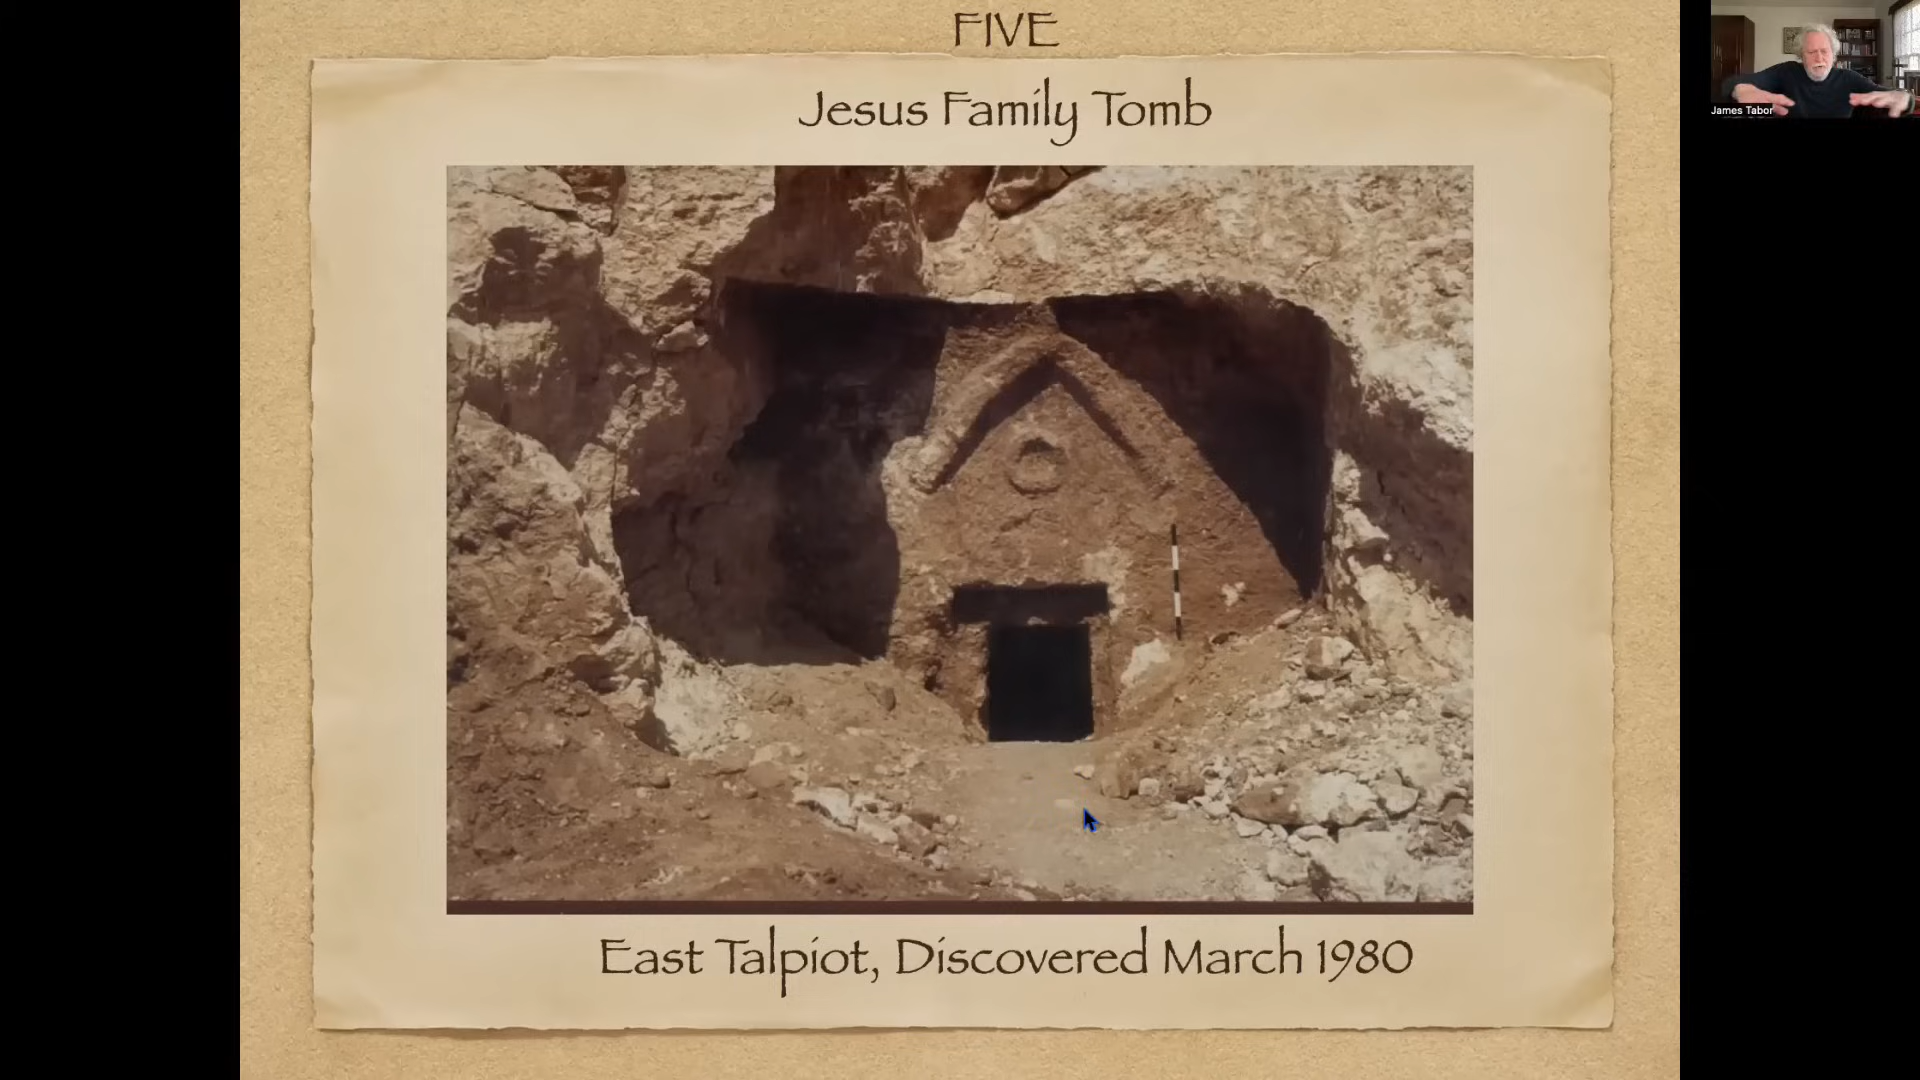 FIVE
Jesus Family Tomb
James Tabor
East Talpiot, Discovered March 1980